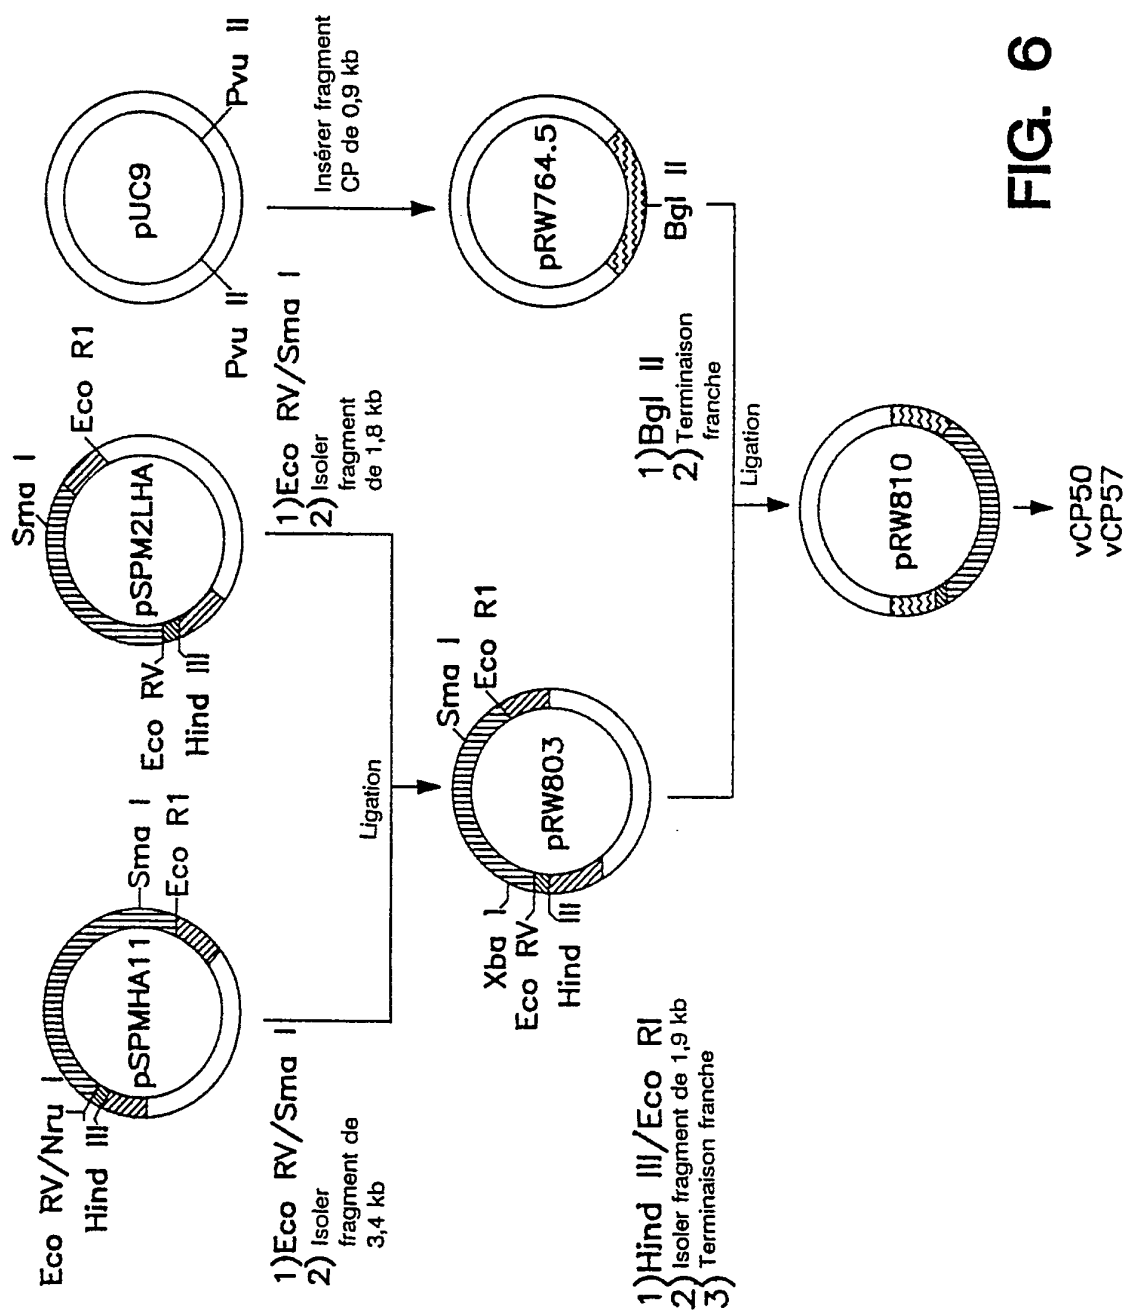 Eco RV/Nru I
Hind III
Sma I
Eco R1
pSPMHA11
1)Eco RV/Sma I
2) Isoler
fragment de
3,4 kb
Sma I
Eco R1
Eco RV
Hind III
pSPM2LHA
1)Eco RV/Sma I
2) Isoler
fragment
de 1,8 kb
pUC9
Pvu II
Pvu II
Insérer fragment
CP de 0,9 kb
Ligation
Xba I
Eco RV
Hind III
Sma I
Eco R1
pRW803
pRW764.5
Bgl II
1)Hind III/Eco RI
2) Isoler fragment de 1,9 kb
3) Terminaison franche
1)Bgl II
2) Terminaison
franche
Ligation
pRW810
vCP50
vCP57
FIG. 6